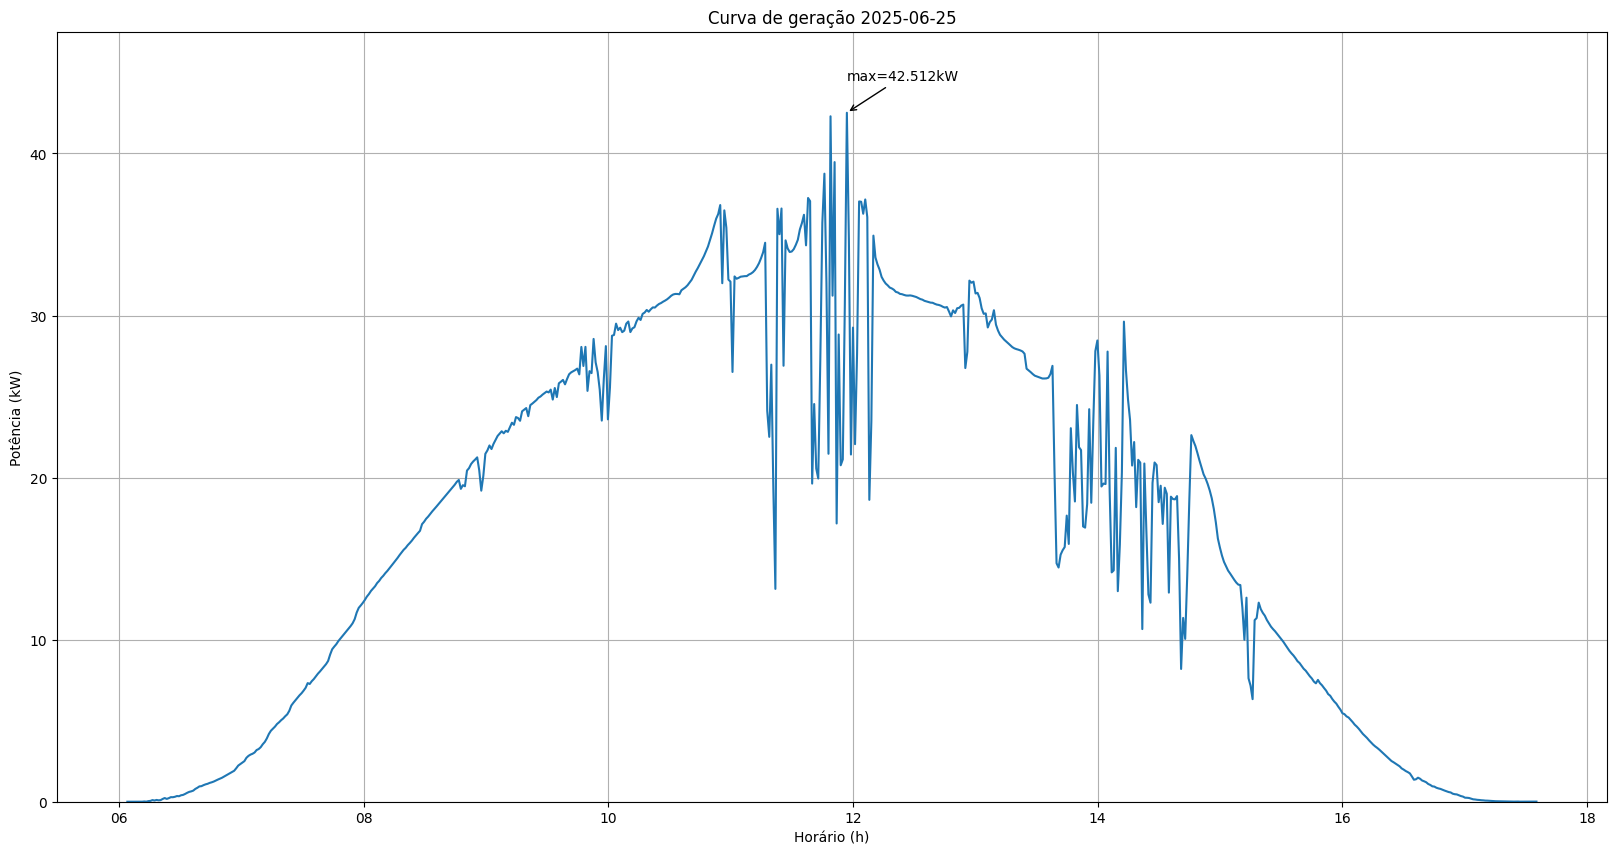 Curva de geração 2025-06-25
max=42.512kW
Potência (kW)
40
30
20
10
0
06 08 10 12 14 16 18
Horário (h)